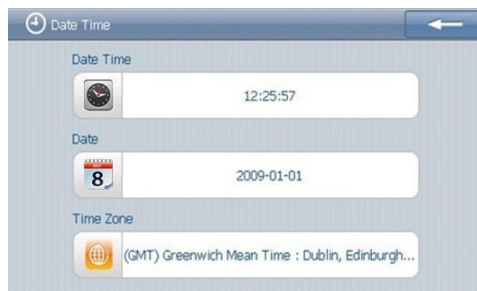 Date Time
Date Time
12:25:57
Date
8
2009-01-01
Time Zone
(GMT) Greenwich Mean Time : Dublin, Edinburgh...